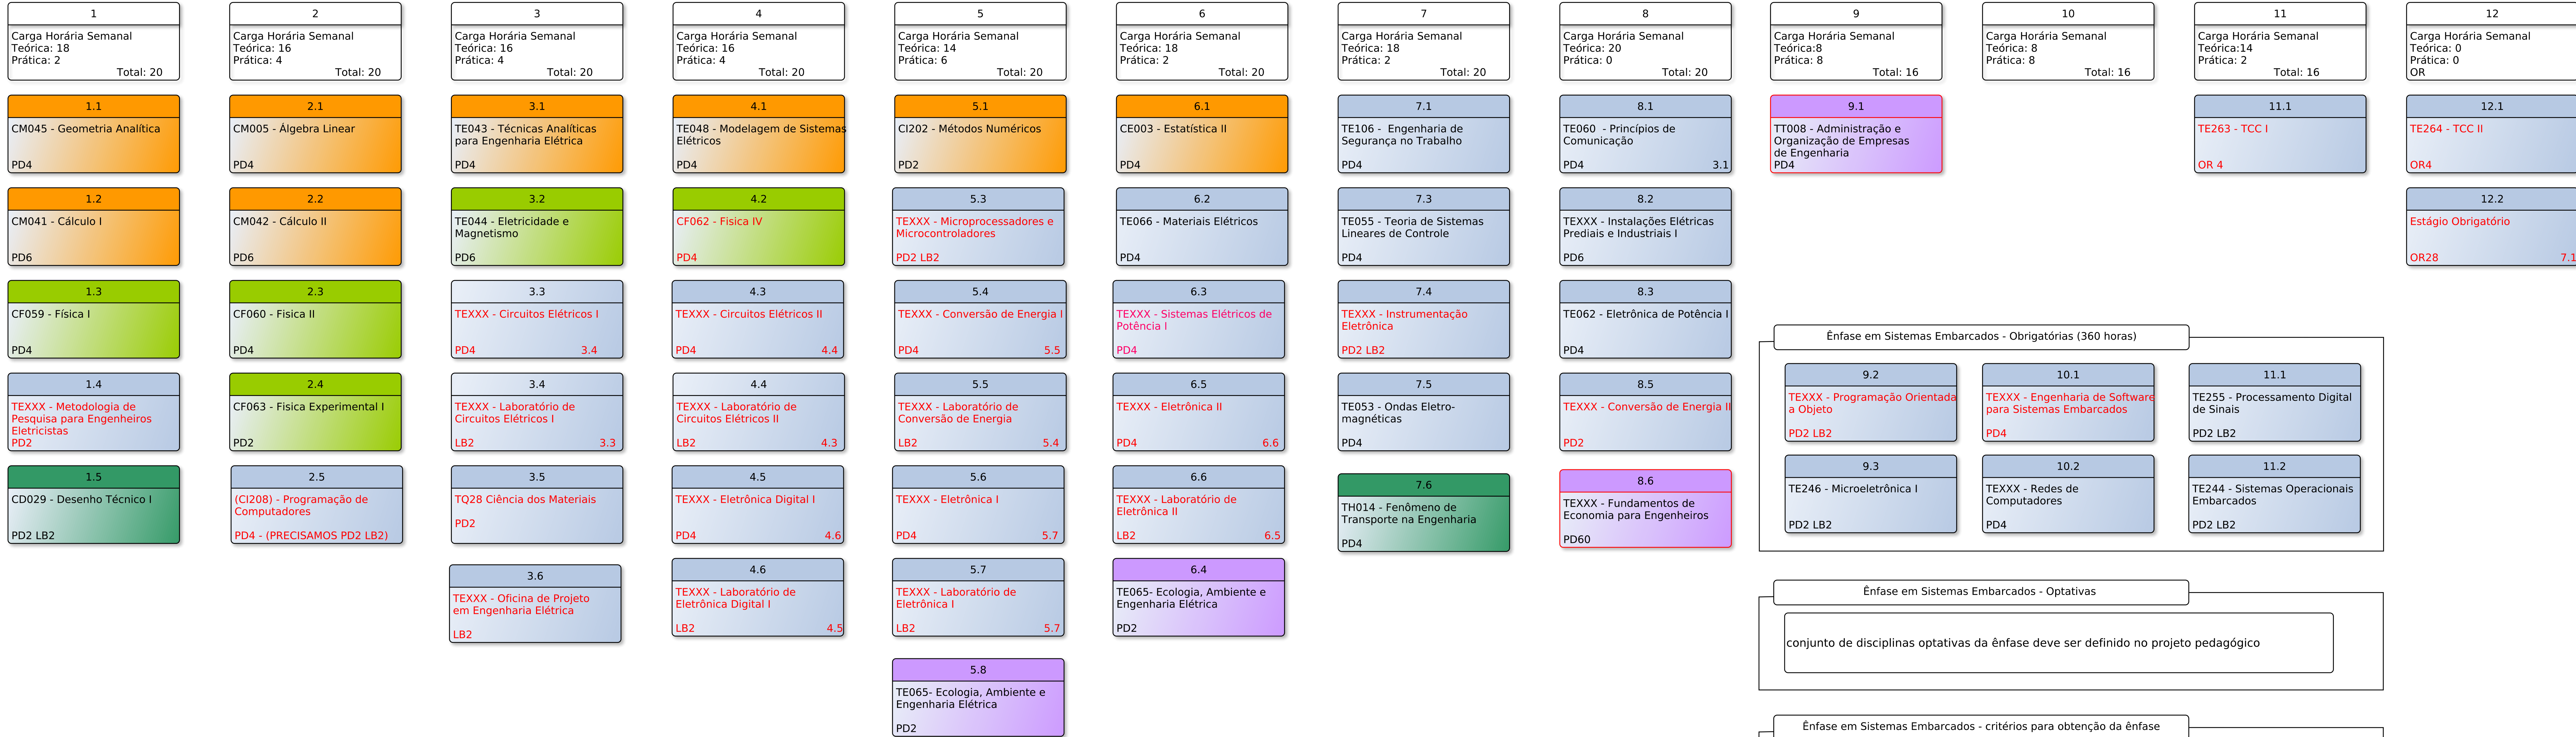 1
Carga Horária Semanal
Teórica: 18
Prática: 2
Total: 20
1.1
CM045 - Geometria Analítica
PD4
1.2
CM041 - Cálculo I
PD6
1.3
CF059 - Física I
PD4
1.4
TEXXX - Metodologia de
Pesquisa para Engenheiros
Eletricistas
PD2
1.5
CD029 - Desenho Técnico I
PD2 LB2
2
Carga Horária Semanal
Teórica: 16
Prática: 4
Total: 20
2.1
CM005 - Álgebra Linear
PD4
2.2
CM042 - Cálculo II
PD6
2.3
CF060 - Fisica II
PD4
2.4
CF063 - Fisica Experimental I
PD2
2.5
(CI208) - Programação de
Computadores
PD4 - (PRECISAMOS PD2 LB2)
3
Carga Horária Semanal
Teórica: 16
Prática: 4
Total: 20
3.1
TE043 - Técnicas Analíticas
para Engenharia Elétrica
PD4
3.2
TE044 - Eletricidade e
Magnetismo
PD6
3.3
TEXXX - Circuitos Elétricos I
PD4 3.4
3.4
TEXXX - Laboratório de
Circuitos Elétricos I
LB2 3.3
3.5
TQ28 Ciência dos Materiais
PD2
3.6
TEXXX - Oficina de Projeto
em Engenharia Elétrica
LB2
4
Carga Horária Semanal
Teórica: 16
Prática: 4
Total: 20
4.1
TE048 - Modelagem de Sistemas
Elétricos
PD4
4.2
CF062 - Fisica IV
PD4
4.3
TEXXX - Circuitos Elétricos II
PD4 4.4
4.4
TEXXX - Laboratório de
Circuitos Elétricos II
LB2 4.3
4.5
TEXXX - Eletrônica Digital I
PD4 4.6
4.6
TEXXX - Laboratório de
Eletrônica Digital I
LB2 4.5
5
Carga Horária Semanal
Teórica: 14
Prática: 6
Total: 20
5.1
CI202 - Métodos Numéricos
PD2
5.3
TEXXX - Microprocessadores e
Microcontroladores
PD2 LB2
5.4
TEXXX - Conversão de Energia I
PD4 5.5
5.5
TEXXX - Laboratório de
Conversão de Energia
LB2 5.4
5.6
TEXXX - Eletrônica I
PD4 5.7
5.7
TEXXX - Laboratório de
Eletrônica I
LB2 5.7
5.8
TE065- Ecologia, Ambiente e
Engenharia Elétrica
PD2
6
Carga Horária Semanal
Teórica: 18
Prática: 2
Total: 20
6.1
CE003 - Estatística II
PD4
6.2
TE066 - Materiais Elétricos
PD4
6.3
TEXXX - Sistemas Elétricos de
Potência I
PD4
6.5
TEXXX - Eletrônica II
PD4 6.6
6.6
TEXXX - Laboratório de
Eletrônica II
LB2 6.5
6.4
TE065- Ecologia, Ambiente e
Engenharia Elétrica
PD2
7
Carga Horária Semanal
Teórica: 18
Prática: 2
Total: 20
7.1
TE106 - Engenharia de
Segurança no Trabalho
PD4
7.3
TE055 - Teoria de Sistemas
Lineares de Controle
PD4
7.4
TEXXX - Instrumentação
Eletrônica
PD2 LB2
7.5
TE053 - Ondas Eletro-
magnéticas
PD4
7.6
TH014 - Fenômeno de
Transporte na Engenharia
PD4
8
Carga Horária Semanal
Teórica: 20
Prática: 0
Total: 20
8.1
TE060 - Princípios de
Comunicação
PD4 3.1
8.2
TEXXX - Instalações Elétricas
Prediais e Industriais I
PD6
8.3
TE062 - Eletrônica de Potência I
PD4
8.5
TEXXX - Conversão de Energia II
PD2
8.6
TEXXX - Fundamentos de
Economia para Engenheiros
PD60
9
Carga Horária Semanal
Teórica:8
Prática: 8
Total: 16
9.1
TT008 - Administração e
Organização de Empresas
de Engenharia
PD4
10
Carga Horária Semanal
Teórica: 8
Prática: 8
Total: 16
11
Carga Horária Semanal
Teórica:14
Prática: 2
Total: 16
11.1
TE263 - TCC I
OR 4
12
Carga Horária Semanal
Teórica: 0
Prática: 0
OR
12.1
TE264 - TCC II
OR4
12.2
Estágio Obrigatório
OR28 7.1
Ênfase em Sistemas Embarcados - Obrigatórias (360 horas)
9.2
TEXXX - Programação Orientada
a Objeto
PD2 LB2
10.1
TEXXX - Engenharia de Software
para Sistemas Embarcados
PD4
11.1
TE255 - Processamento Digital
de Sinais
PD2 LB2
9.3
TE246 - Microeletrônica I
PD2 LB2
10.2
TEXXX - Redes de
Computadores
PD4
11.2
TE244 - Sistemas Operacionais
Embarcados
PD2 LB2
Ênfase em Sistemas Embarcados - Optativas
conjunto de disciplinas optativas da ênfase deve ser definido no projeto pedagógico
Ênfase em Sistemas Embarcados - critérios para obtenção da ênfase